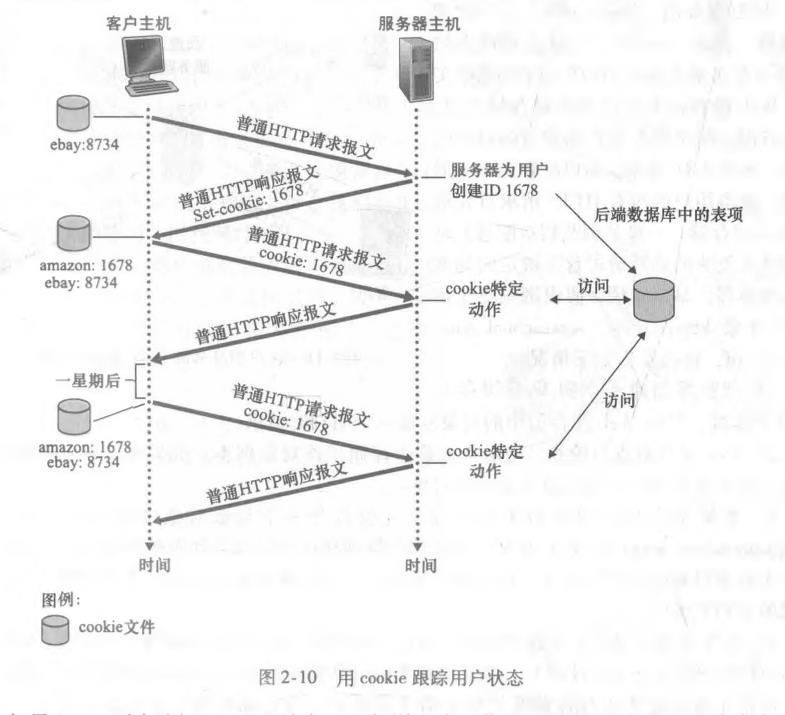 客户主机
服务器主机
ebay:8734
普通HTTP请求报文
服务器为用户
创建ID 1678
普通HTTP响应报文
Set-cookie: 1678
后端数据库中的表项
amazon: 1678
ebay: 8734
普通HTTP请求报文
cookie: 1678
cookie特定
动作
访问
普通HTTP响应报文
一星期后
访问
amazon: 1678
ebay: 8734
普通HTTP请求报文
cookie: 1678
cookie特定
动作
普通HTTP响应报文
时间
时间
图例:
cookie文件
图2-10 用 cookie 跟踪用户状态